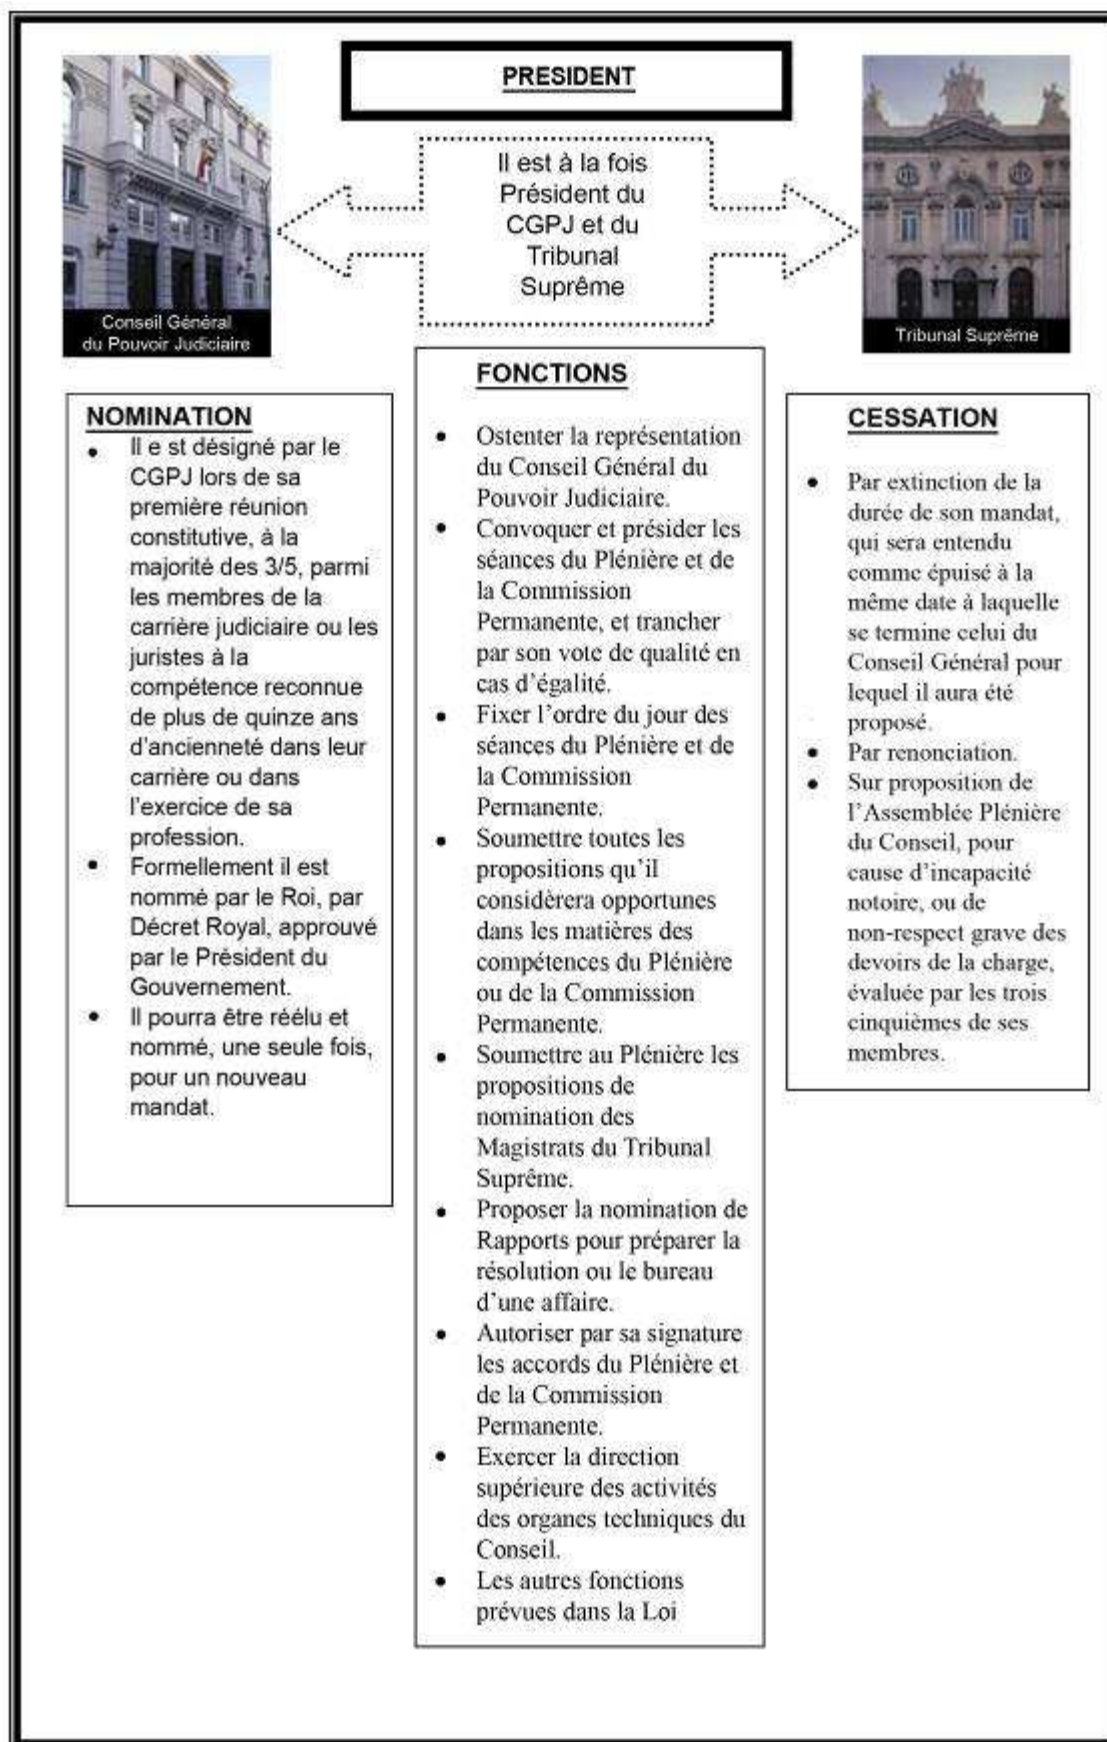 PRESIDENT
Il est à la fois
Président du
CGPJ et du
Tribunal
Suprême
Conseil Général
du Pouvoir Judiciaire
Tribunal Suprême
NOMINATION
• Il e st désigné par le
CGPJ lors de sa
première réunion
constitutive, à la
majorité des 3/5, parmi
les membres de la
carrière judiciaire ou les
juristes à la
compétence reconnue
de plus de quinze ans
d'ancienneté dans leur
carrière ou dans
l'exercice de sa
profession.
• Formellement il est
nommé par le Roi, par
Décret Royal, approuvé
par le Président du
Gouvernement.
• Il pourra être réélu et
nommé, une seule fois,
pour un nouveau
mandat.
FONCTIONS
• Ostenter la représentation
du Conseil Général du
Pouvoir Judiciaire.
• Convoquer et présider les
séances du Plénière et de
la Commission
Permanente, et trancher
par son vote de qualité en
cas d'égalité.
• Fixer l'ordre du jour des
séances du Plénière et de
la Commission
Permanente.
• Soumettre toutes les
propositions qu'il
considèrera opportunes
dans les matières des
compétences du Plénière
ou de la Commission
Permanente.
• Soumettre au Plénière les
propositions de
nomination des
Magistrats du Tribunal
Suprême.
• Proposer la nomination de
Rapports pour préparer la
résolution ou le bureau
d'une affaire.
• Autoriser par sa signature
les accords du Plénière et
de la Commission
Permanente.
• Exercer la direction
supérieure des activités
des organes techniques du
Conseil.
• Les autres fonctions
prévues dans la Loi
CESSATION
• Par extinction de la
durée de son mandat,
qui sera entendu
comme épuisé à la
même date à laquelle
se termine celui du
Conseil Général pour
lequel il aura été
proposé.
• Par renonciation.
• Sur proposition de
l'Assemblée Plénière
du Conseil, pour
cause d'incapacité
notoire, ou de
non-respect grave des
devoirs de la charge,
évaluée par les trois
cinquièmes de ses
membres.